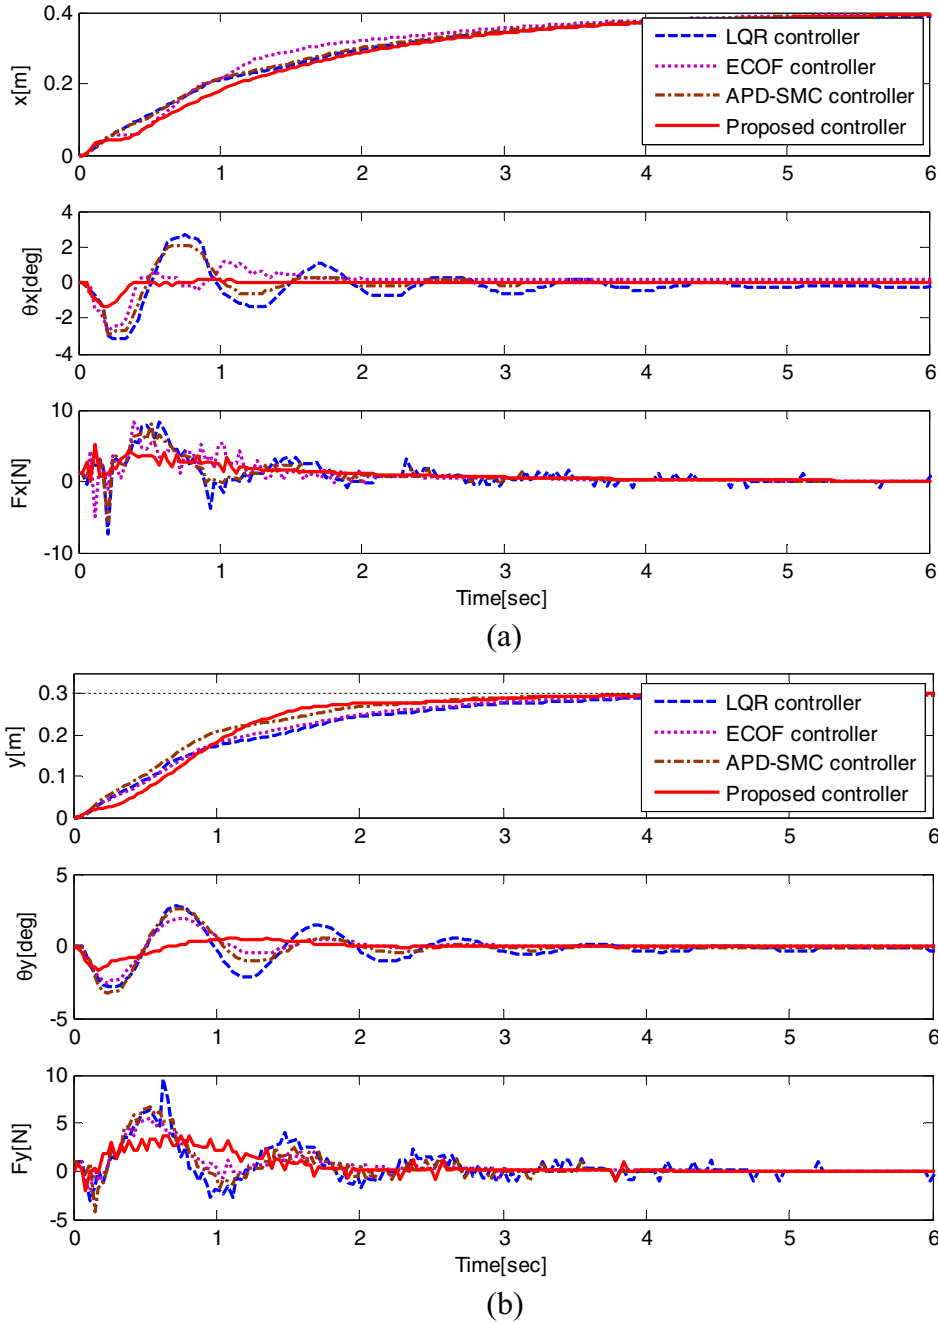 0.4
0.2
0
x[m]
LQR controller
ECOF controller
APD-SMC controller
Proposed controller
0 1 2 3 4 5 6
4
2
0
-2
-4
θx[deg]
0 1 2 3 4 5 6
10
0
-10
Fx[N]
0 1 2 3 4 5 6
Time[sec]
(a)
0.3
0.2
0.1
0
y[m]
LQR controller
ECOF controller
APD-SMC controller
Proposed controller
0 1 2 3 4 5 6
5
0
-5
θy[deg]
0 1 2 3 4 5 6
10
5
0
-5
Fy[N]
0 1 2 3 4 5 6
Time[sec]
(b)